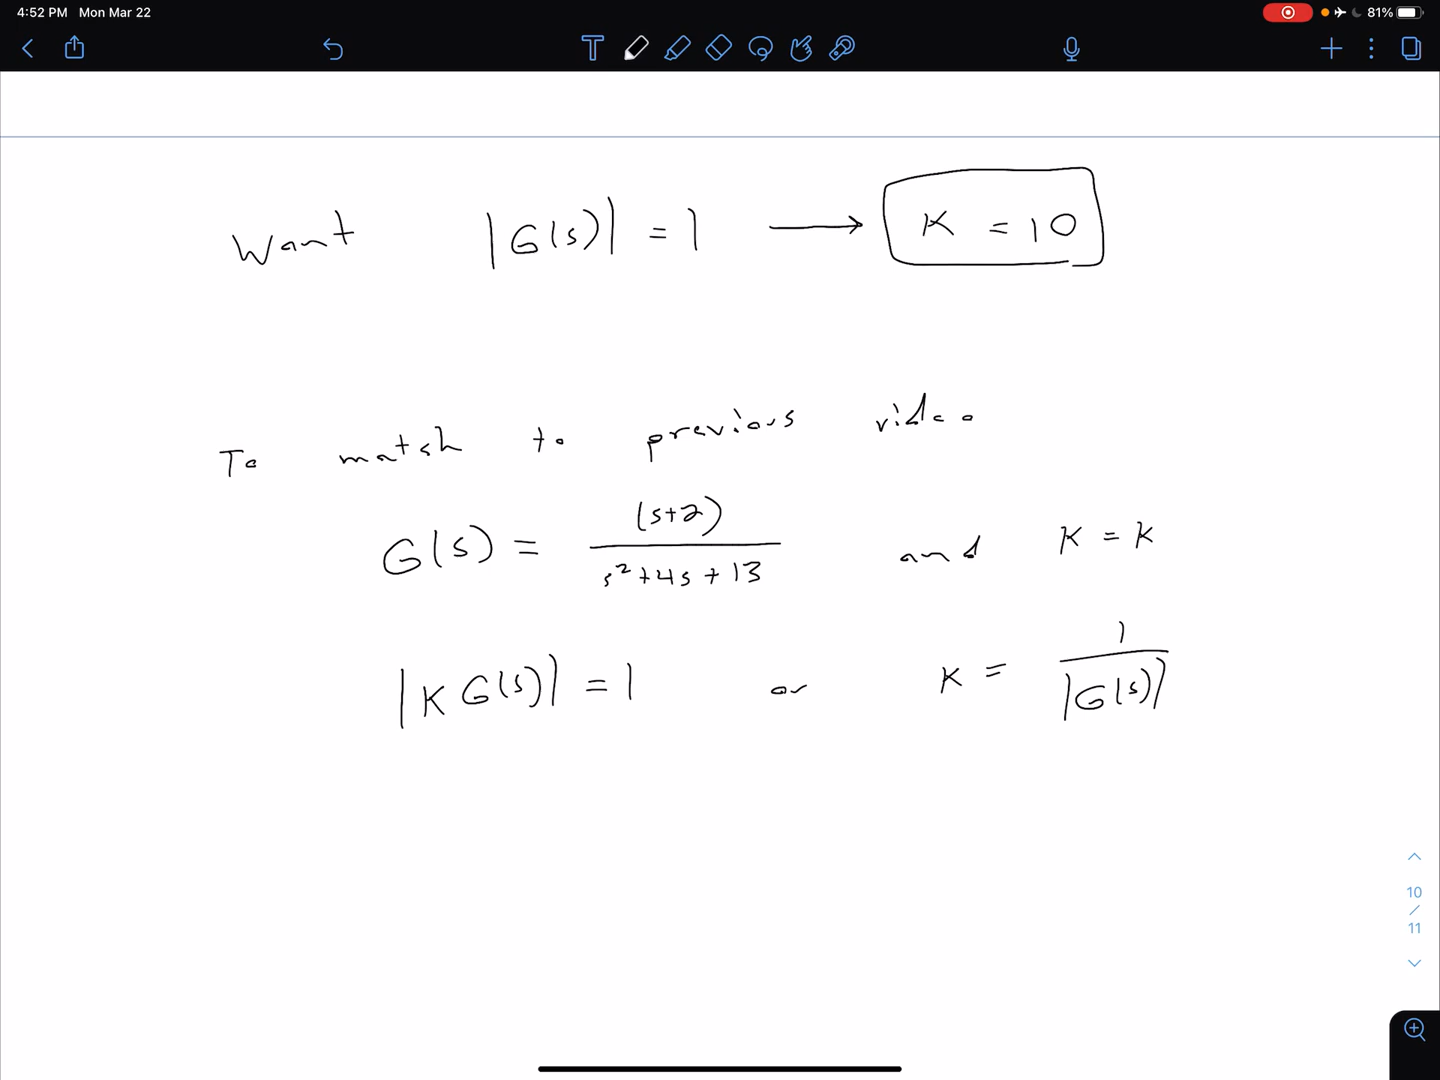 4:52 PM Mon Mar 22 81%
Want |G(s)| = 1 → K = 10
To match to previous video
G(s) = (s+2) / s²+4s+13 and K = K
|K G(s)| = 1 or K = 1 / |G(s)|
10
/
11